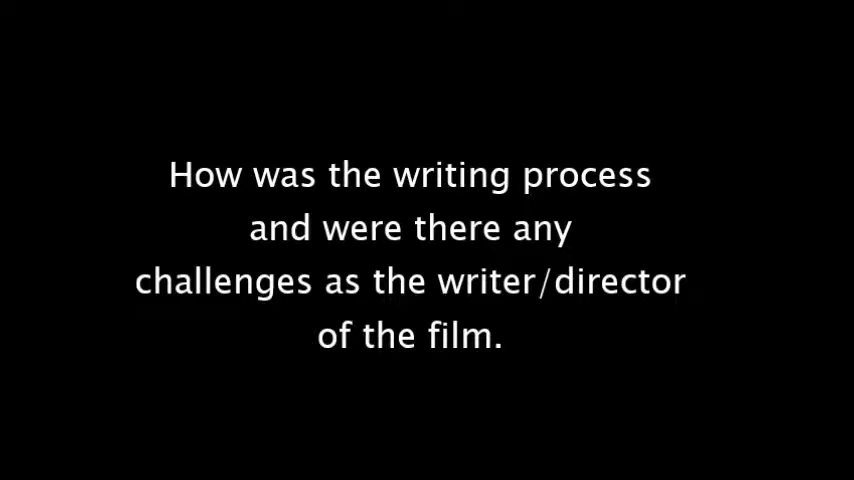 How was the writing process
and were there any
challenges as the writer/director
of the film.